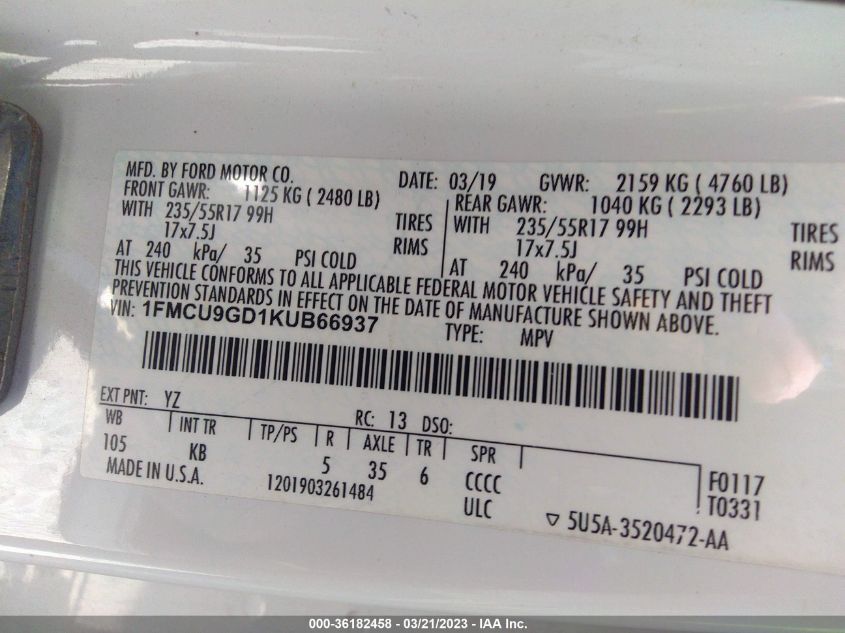 MFD. BY FORD MOTOR CO.
DATE: 03/19 GVWR: 2159 KG ( 4760 LB)
FRONT GAWR: 1125 KG ( 2480 LB)
WITH 235/55R17 99H TIRES
17x7.5J RIMS
AT 240 kPa/ 35 PSI COLD
REAR GAWR: 1040 KG ( 2293 LB)
WITH 235/55R17 99H TIRES
17x7.5J RIMS
AT 240 kPa/ 35 PSI COLD
THIS VEHICLE CONFORMS TO ALL APPLICABLE FEDERAL MOTOR VEHICLE SAFETY AND THEFT
PREVENTION STANDARDS IN EFFECT ON THE DATE OF MANUFACTURE SHOWN ABOVE.
VIN: 1FMCU9GD1KUB66937
TYPE: MPV
EXT PNT: YZ RC: 13 DSO:
WB INT TR TP/PS R AXLE TR SPR
105 KB 5 35 6 CCCC F0117
MADE IN U.S.A. 1201903261484 ULC T0331
▽ 5U5A-3520472-AA
000-36182458 - 03/21/2023 - IAA Inc.